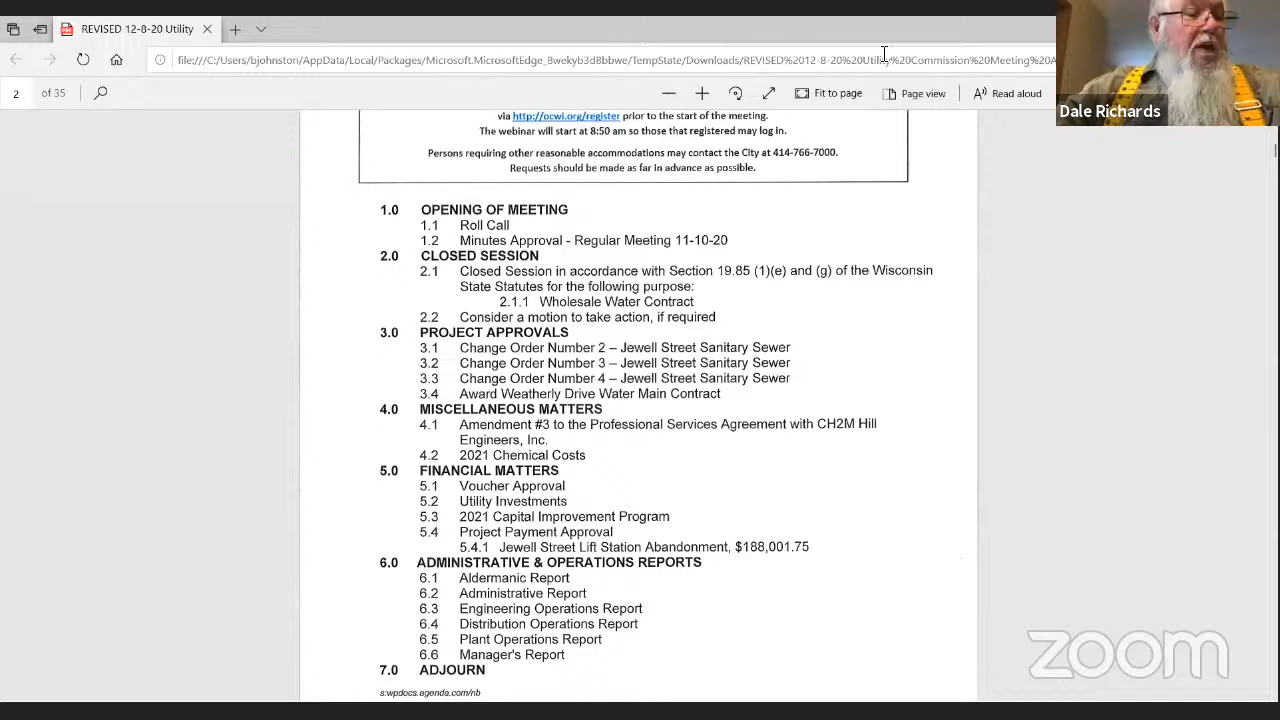 REVISED 12-8-20 Utility
file:///C:/Users/bjohnston/AppData/Local/Packages/Microsoft.MicrosoftEdge_8wekyb3d8bbwe/TempState/Downloads/REVISED%2012-8-20%20Utility%20Commission%20Meeting%20A
2 of 35
Fit to page Page view Read aloud
Dale Richards
via http://ocwi.org/register prior to the start of the meeting.
The webinar will start at 8:50 am so those that registered may log in.
Persons requiring other reasonable accommodations may contact the City at 414-766-7000.
Requests should be made as far in advance as possible.
1.0 OPENING OF MEETING
1.1 Roll Call
1.2 Minutes Approval - Regular Meeting 11-10-20
2.0 CLOSED SESSION
2.1 Closed Session in accordance with Section 19.85 (1)(e) and (g) of the Wisconsin
State Statutes for the following purpose:
2.1.1 Wholesale Water Contract
2.2 Consider a motion to take action, if required
3.0 PROJECT APPROVALS
3.1 Change Order Number 2 – Jewell Street Sanitary Sewer
3.2 Change Order Number 3 – Jewell Street Sanitary Sewer
3.3 Change Order Number 4 – Jewell Street Sanitary Sewer
3.4 Award Weatherly Drive Water Main Contract
4.0 MISCELLANEOUS MATTERS
4.1 Amendment #3 to the Professional Services Agreement with CH2M Hill
Engineers, Inc.
4.2 2021 Chemical Costs
5.0 FINANCIAL MATTERS
5.1 Voucher Approval
5.2 Utility Investments
5.3 2021 Capital Improvement Program
5.4 Project Payment Approval
5.4.1 Jewell Street Lift Station Abandonment, $188,001.75
6.0 ADMINISTRATIVE & OPERATIONS REPORTS
6.1 Aldermanic Report
6.2 Administrative Report
6.3 Engineering Operations Report
6.4 Distribution Operations Report
6.5 Plant Operations Report
6.6 Manager's Report
7.0 ADJOURN
s:wpdocs.agenda.com/nb
zoom